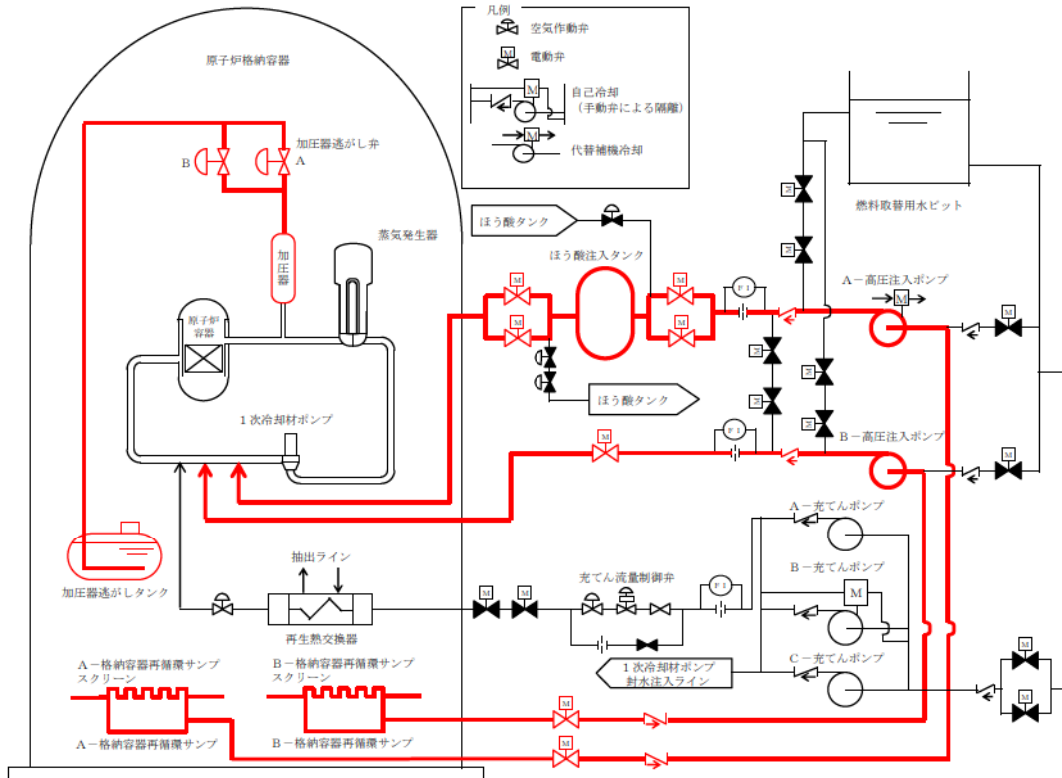 凡例
空気作動弁
M
電動弁
M
自己冷却
(手動弁による隔離)
M
代替補機冷却
原子炉格納容器
加圧器逃がし弁
B
A
加圧器
蒸気発生器
原子炉
容器
1次冷却材ポンプ
ほう酸タンク
ほう酸注入タンク
M
M
M
M
FI
ほう酸タンク
燃料取替用水ピット
M
M
A-高圧注入ポンプ
M
M
M
M
M
M
B-高圧注入ポンプ
M
FI
M
加圧器逃がしタンク
抽出ライン
再生熱交換器
M
M
充てん流量制御弁
FI
A-充てんポンプ
B-充てんポンプ
M
C-充てんポンプ
1次冷却材ポンプ
封水注入ライン
M
M
A-格納容器再循環サンプ
スクリーン
B-格納容器再循環サンプ
スクリーン
A-格納容器再循環サンプ
B-格納容器再循環サンプ
M
M